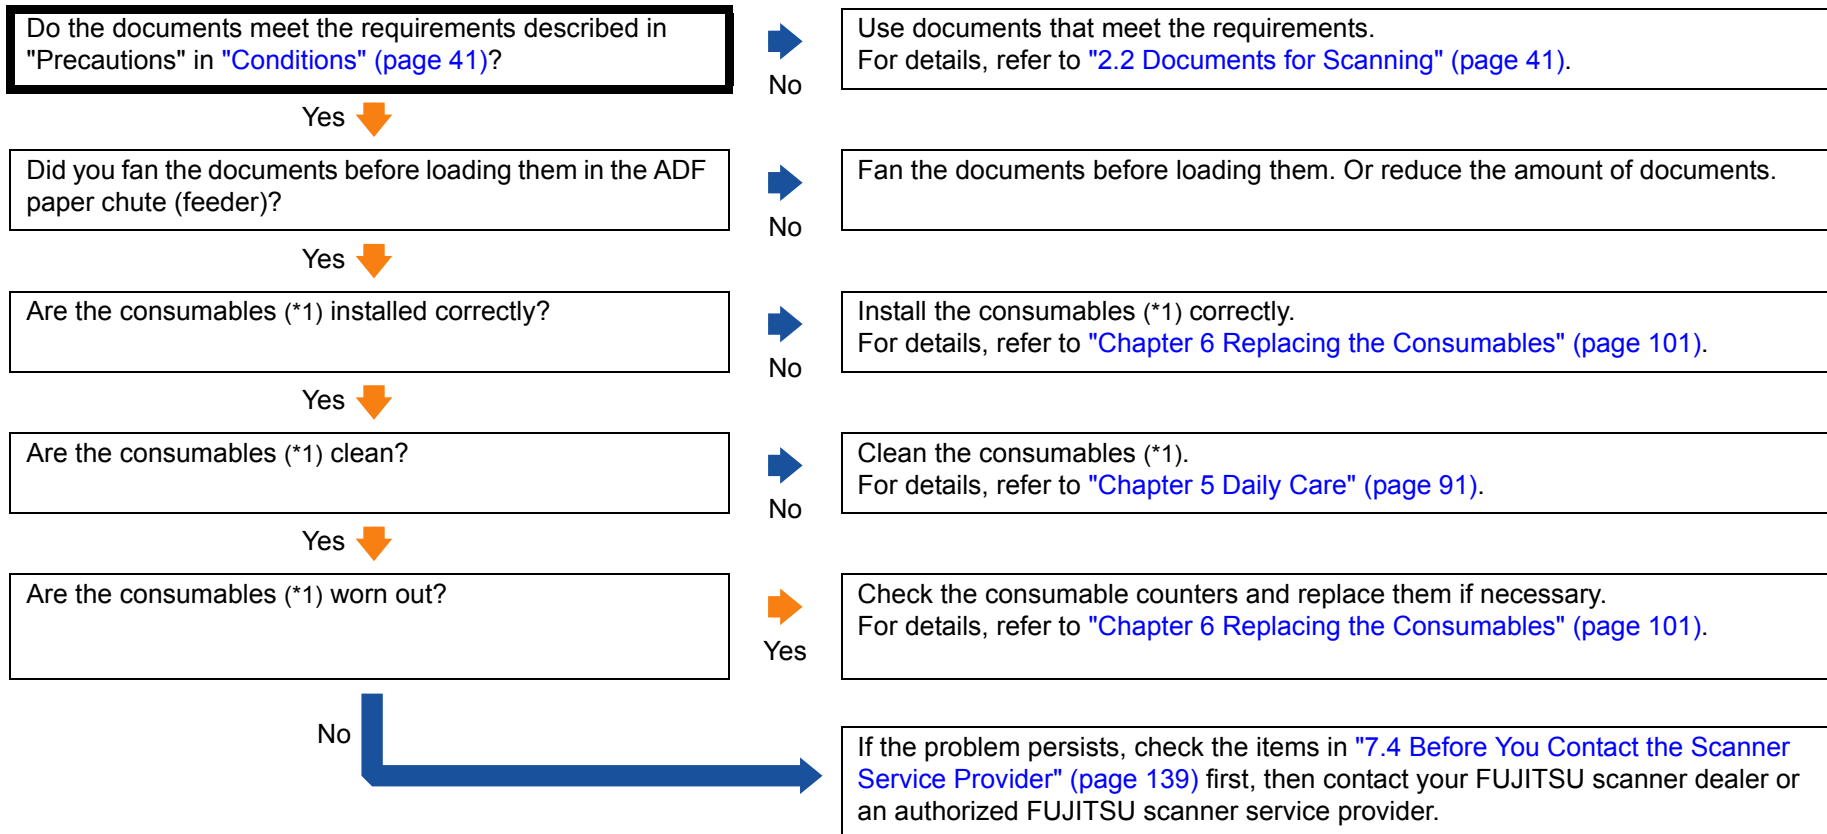 Do the documents meet the requirements described in
"Precautions" in "Conditions" (page 41)?
No
Use documents that meet the requirements.
For details, refer to "2.2 Documents for Scanning" (page 41).
Yes
Did you fan the documents before loading them in the ADF
paper chute (feeder)?
No
Fan the documents before loading them. Or reduce the amount of documents.
Yes
Are the consumables (*1) installed correctly?
No
Install the consumables (*1) correctly.
For details, refer to "Chapter 6 Replacing the Consumables" (page 101).
Yes
Are the consumables (*1) clean?
No
Clean the consumables (*1).
For details, refer to "Chapter 5 Daily Care" (page 91).
Yes
Are the consumables (*1) worn out?
Yes
Check the consumable counters and replace them if necessary.
For details, refer to "Chapter 6 Replacing the Consumables" (page 101).
No
If the problem persists, check the items in "7.4 Before You Contact the Scanner
Service Provider" (page 139) first, then contact your FUJITSU scanner dealer or
an authorized FUJITSU scanner service provider.